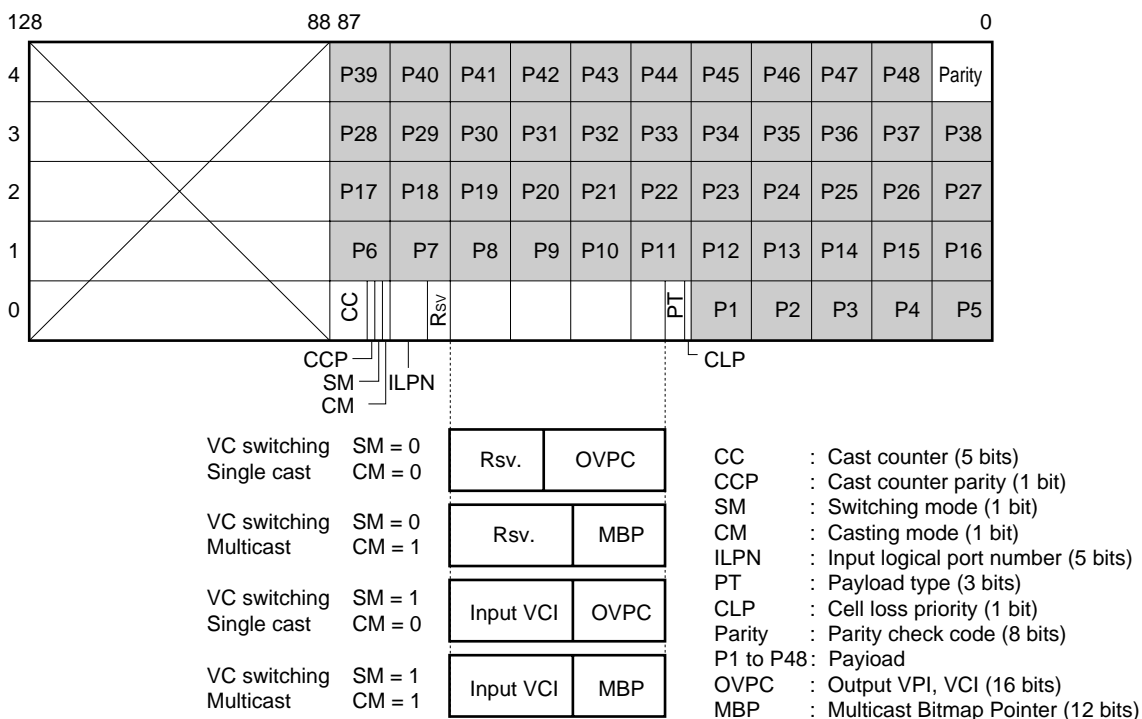 128 88 87 0
4 P39 P40 P41 P42 P43 P44 P45 P46 P47 P48 Parity
3 P28 P29 P30 P31 P32 P33 P34 P35 P36 P37 P38
2 P17 P18 P19 P20 P21 P22 P23 P24 P25 P26 P27
1 P6 P7 P8 P9 P10 P11 P12 P13 P14 P15 P16
0 CC Rsv PT P1 P2 P3 P4 P5
CCP CLP
SM ILPN
CM
VC switching SM = 0
Single cast CM = 0
Rsv. OVPC
VC switching SM = 0
Multicast CM = 1
Rsv. MBP
VC switching SM = 1
Single cast CM = 0
Input VCI OVPC
VC switching SM = 1
Multicast CM = 1
Input VCI MBP
CC : Cast counter (5 bits)
CCP : Cast counter parity (1 bit)
SM : Switching mode (1 bit)
CM : Casting mode (1 bit)
ILPN : Input logical port number (5 bits)
PT : Payload type (3 bits)
CLP : Cell loss priority (1 bit)
Parity : Parity check code (8 bits)
P1 to P48 : Payioad
OVPC : Output VPI, VCI (16 bits)
MBP : Multicast Bitmap Pointer (12 bits)